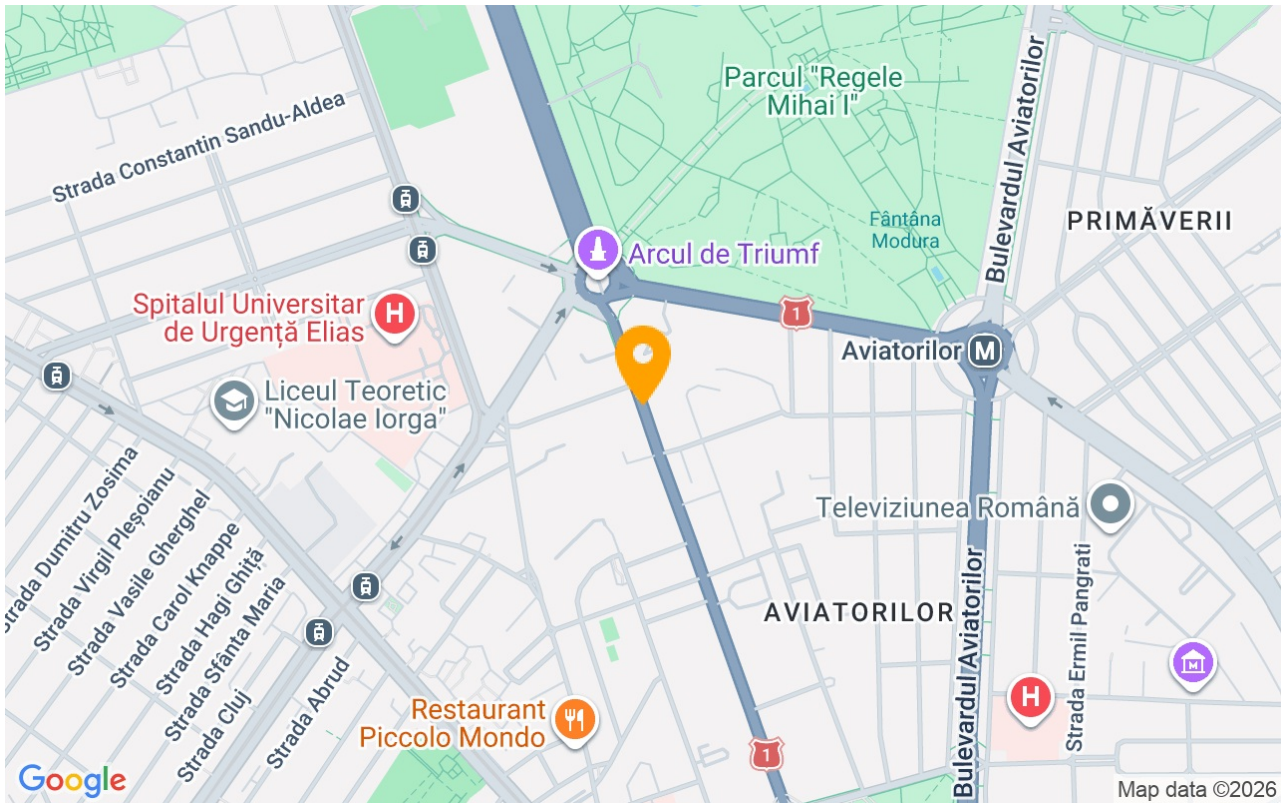 Parcul "Regele
Mihai I"
Bulevardul Aviatorilor
Strada Constantin Sandu-Aldea
Fântâna
Modura
PRIMĂVERII
Arcul de Triumf
Spitalul Universitar
de Urgență Elias
H
1
Aviatorilor
M
Liceul Teoretic
"Nicolae Iorga"
Strada Dumitru Zosima
Strada Virgil Pleșoianu
Strada Vasile Gherghel
Strada Carol Knappe
Strada Hagi Ghiță
Strada Sfânta Maria
Strada Cluj
Strada Abrud
Televiziunea Română
AVIATORILOR
Bulevardul Aviatorilor
Strada Ermil Pangrati
M
H
Restaurant
Piccolo Mondo
1
Google
Map data ©2026